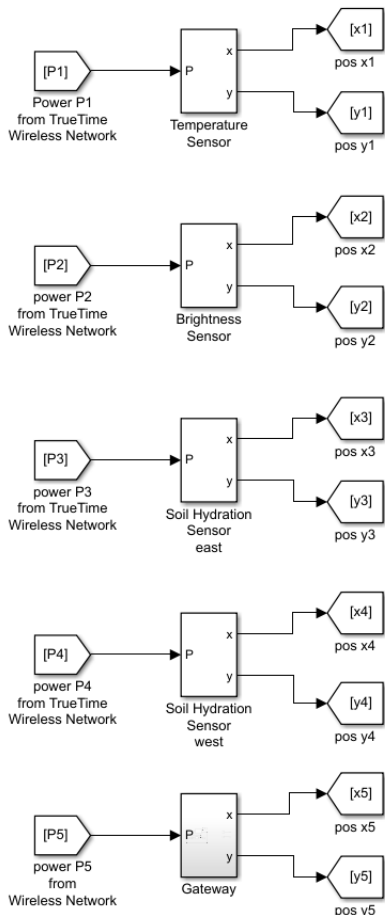 [x1]
pos x1
[P1]
P
x
y
Power P1
from TrueTime
Wireless Network
Temperature
Sensor
[y1]
pos y1
[x2]
pos x2
[P2]
P
x
y
power P2
from TrueTime
Wireless Network
Brightness
Sensor
[y2]
pos y2
[x3]
pos x3
[P3]
P
x
y
power P3
from TrueTime
Wireless Network
Soil Hydration
Sensor
east
[y3]
pos y3
[x4]
pos x4
[P4]
P
x
y
power P4
from TrueTime
Wireless Network
Soil Hydration
Sensor
west
[y4]
pos y4
[x5]
pos x5
[P5]
P
x
y
power P5
from
Wireless Network
Gateway
[y5]
pos y5